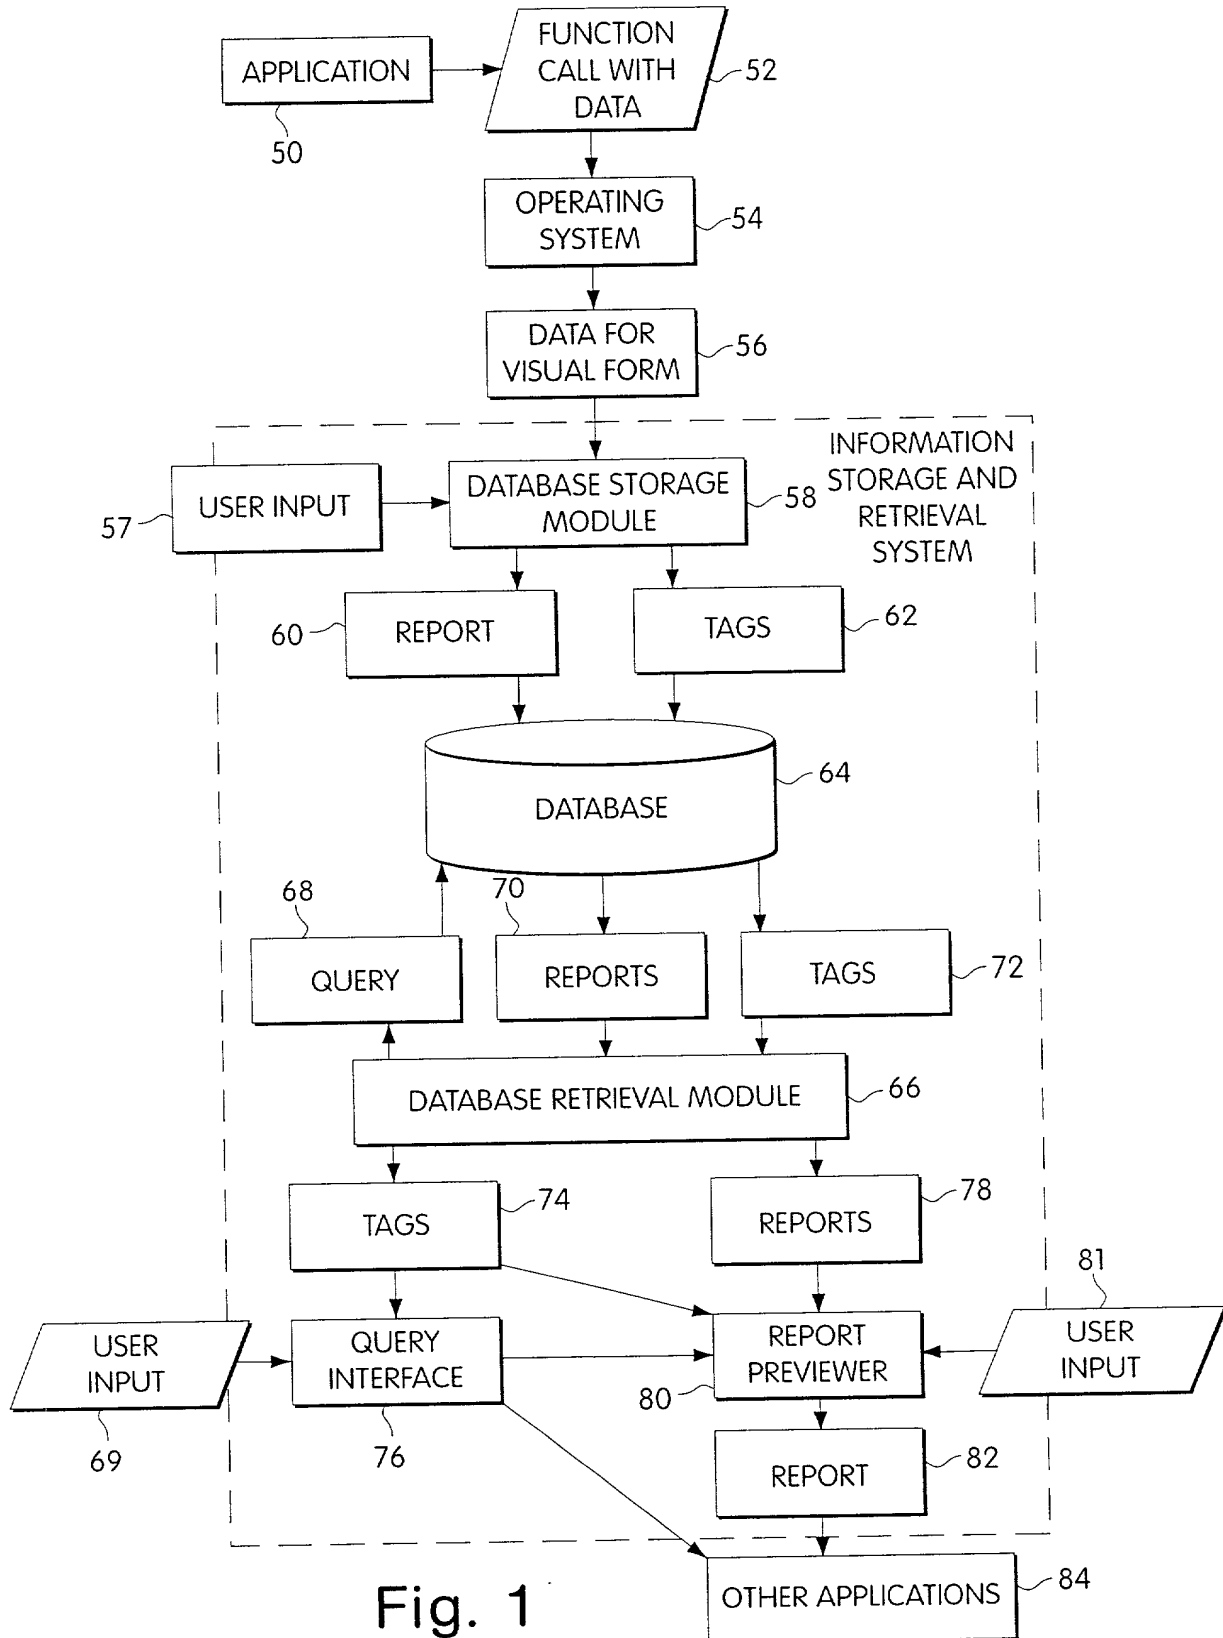 FUNCTION
CALL WITH
DATA
52
APPLICATION
50
OPERATING
SYSTEM
54
DATA FOR
VISUAL FORM
56
INFORMATION
STORAGE AND
RETRIEVAL
SYSTEM
USER INPUT
57
DATABASE STORAGE
MODULE
58
REPORT
60
TAGS
62
DATABASE
64
68
QUERY
70
REPORTS
TAGS
72
DATABASE RETRIEVAL MODULE
66
TAGS
74
REPORTS
78
USER
INPUT
69
QUERY
INTERFACE
76
REPORT
PREVIEWER
80
81
USER
INPUT
REPORT
82
OTHER APPLICATIONS
84
Fig. 1